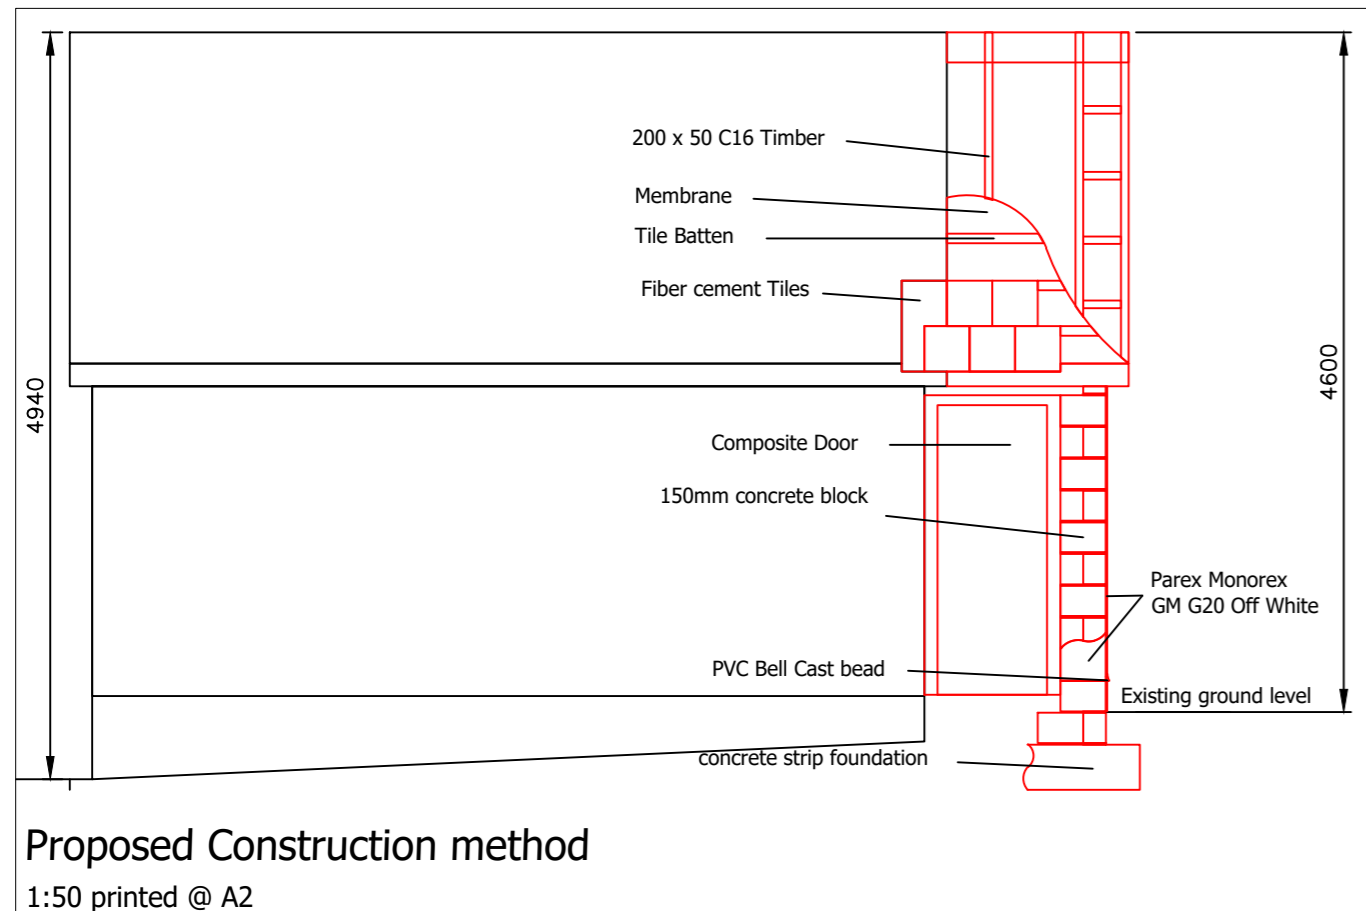 200 x 50 C16 Timber
Membrane
Tile Batten
Fiber cement Tiles
4940
4600
Composite Door
150mm concrete block
Parex Monorex
GM G20 Off White
PVC Bell Cast bead
Existing ground level
concrete strip foundation
Proposed Construction method
1:50 printed @ A2